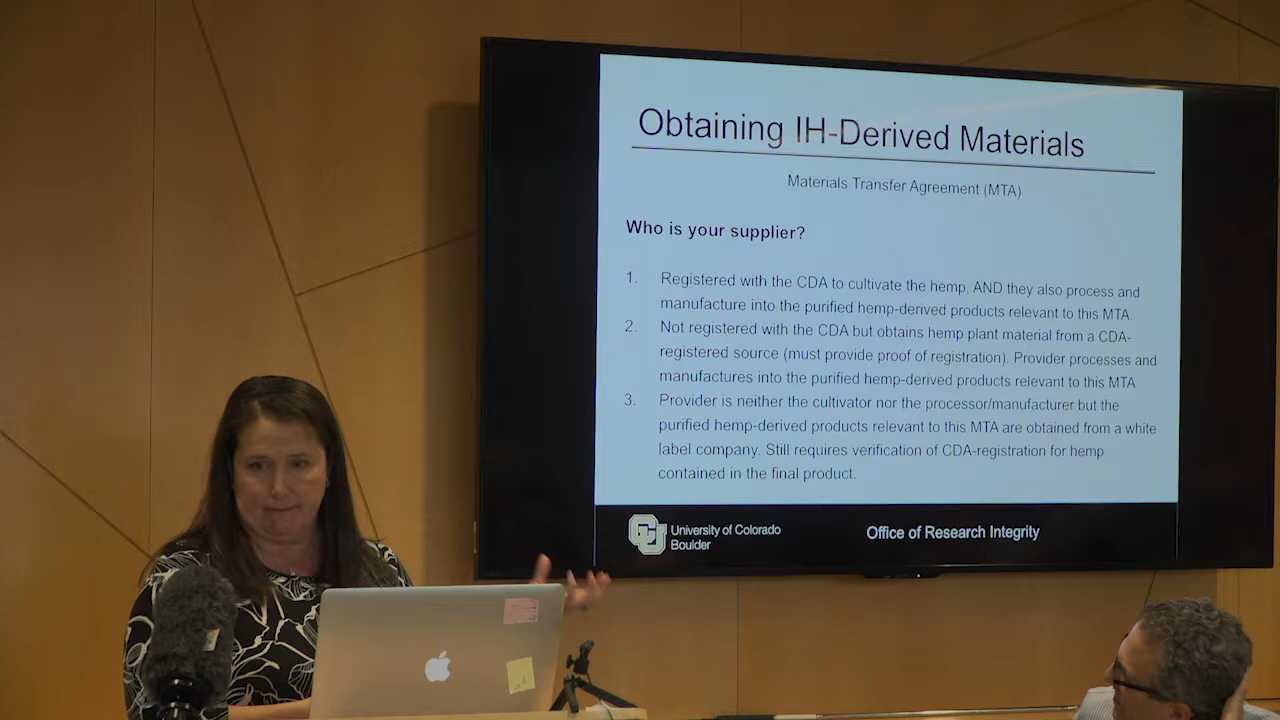 Obtaining IH-Derived Materials
Materials Transfer Agreement (MTA)
Who is your supplier?
1. Registered with the CDA to cultivate the hemp, AND they also process and
manufacture into the purified hemp-derived products relevant to this MTA.
2. Not registered with the CDA but obtains hemp plant material from a CDA-
registered source (must provide proof of registration). Provider processes and
manufactures into the purified hemp-derived products relevant to this MTA
3. Provider is neither the cultivator nor the processor/manufacturer but the
purified hemp-derived products relevant to this MTA are obtained from a white
label company. Still requires verification of CDA-registration for hemp
contained in the final product.
CU
University of Colorado
Boulder
Office of Research Integrity